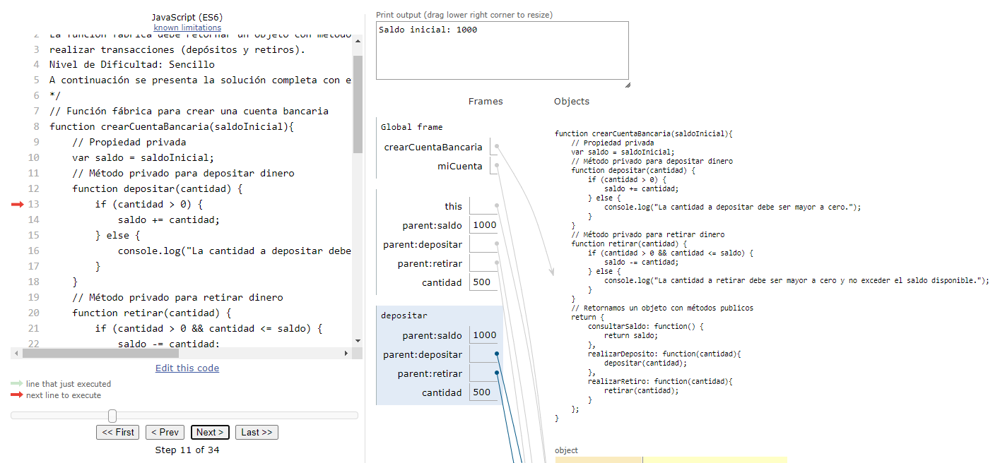 JavaScript (ES6)
known limitations
2 La función fábrica debe retornar un objeto con método
3 realizar transacciones (depósitos y retiros).
4 Nivel de Dificultad: Sencillo
5 A continuación se presenta la solución completa con e
6 */
7 // Función fábrica para crear una cuenta bancaria
8 function crearCuentaBancaria(saldoInicial){
9 // Propiedad privada
10 var saldo = saldoInicial;
11 // Método privado para depositar dinero
12 function depositar(cantidad) {
13 if (cantidad > 0) {
14 saldo += cantidad;
15 } else {
16 console.log("La cantidad a depositar debe
17 }
18 }
19 // Método privado para retirar dinero
20 function retirar(cantidad) {
21 if (cantidad > 0 && cantidad <= saldo) {
22 saldo -= cantidad;
Edit this code
line that just executed
next line to execute
<< First
< Prev
Next >
Last >>
Step 11 of 34
Print output (drag lower right corner to resize)
Saldo inicial: 1000
Frames
Objects
Global frame
crearCuentaBancaria
miCuenta
this
parent:saldo 1000
parent:depositar
parent:retirar
cantidad 500
depositar
parent:saldo 1000
parent:depositar
parent:retirar
cantidad 500
function crearCuentaBancaria(saldoInicial){
// Propiedad privada
var saldo = saldoInicial;
// Método privado para depositar dinero
function depositar(cantidad) {
if (cantidad > 0) {
saldo += cantidad;
} else {
console.log("La cantidad a depositar debe ser mayor a cero.");
}
}
// Método privado para retirar dinero
function retirar(cantidad) {
if (cantidad > 0 && cantidad <= saldo) {
saldo -= cantidad;
} else {
console.log("La cantidad a retirar debe ser mayor a cero y no exceder el saldo disponible.");
}
}
// Retornamos un objeto con métodos publicos
return {
consultarSaldo: function() {
return saldo;
},
realizarDeposito: function(cantidad){
depositar(cantidad);
},
realizarRetiro: function(cantidad){
retirar(cantidad);
}
};
}
object